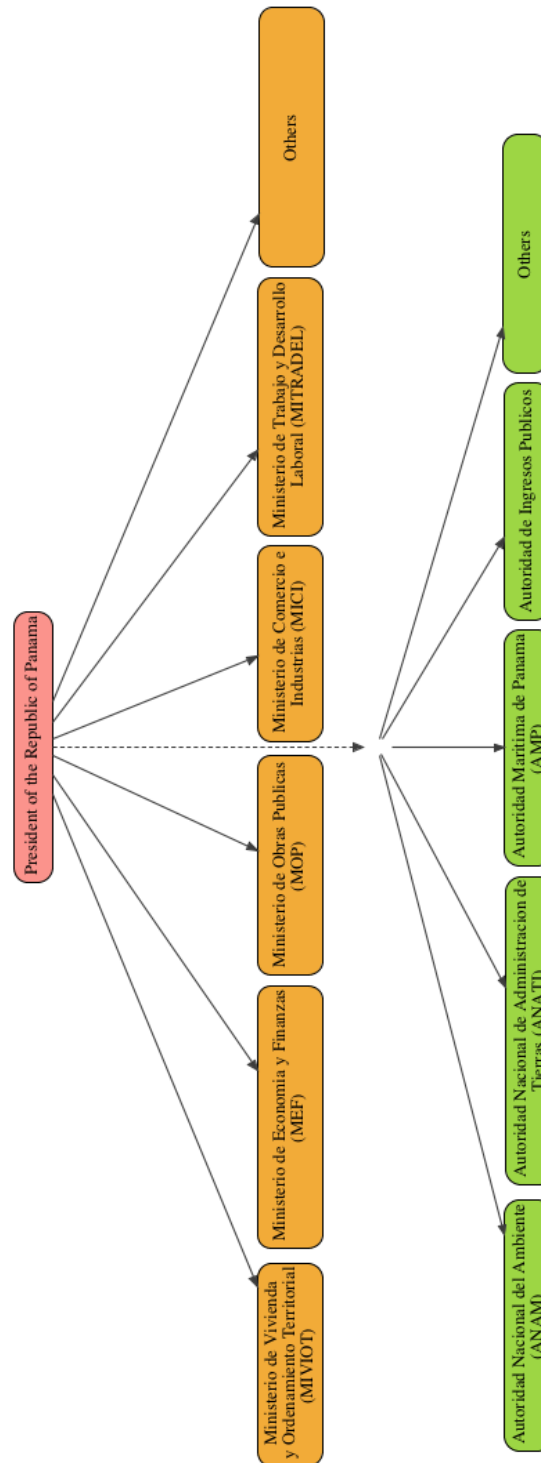 President of the Republic of Panama
Ministerio de Vivienda
y Ordenamiento Territorial
(MIVIOT)
Ministerio de Economia y Finanzas
(MEF)
Ministerio de Obras Publicas
(MOP)
Ministerio de Comercio e
Industrias (MICI)
Ministerio de Trabajo y Desarrollo
Laboral (MITRADEL)
Others
Autoridad Nacional del Ambiente
(ANAM)
Autoridad Nacional de Administracion de
Tierras (ANATI)
Autoridad Maritima de Panama
(AMP)
Autoridad de Ingresos Publicos
Others